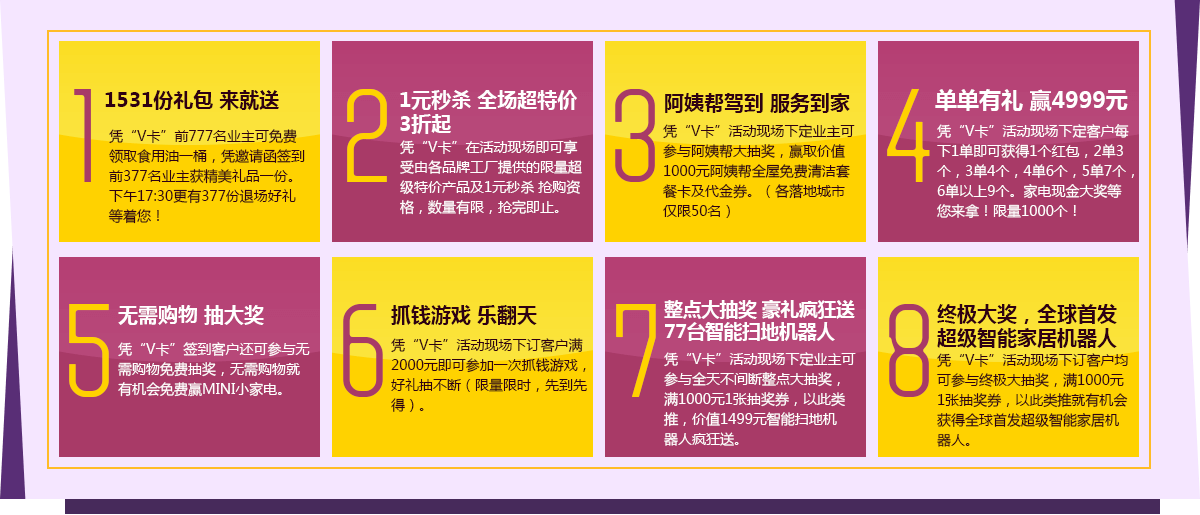 1
1531份礼包 来就送
凭“V卡”前777名业主可免费
领取食用油一桶，凭邀请函签到
前377名业主获精美礼品一份。
下午17:30更有377份退场好礼
等着您！
2
1元秒杀 全场超特价
3折起
凭“V卡”在活动现场即可享
受由各品牌工厂提供的限量超
级特价产品及1元秒杀 抢购资
格，数量有限，抢完即止。
3
阿姨帮驾到 服务到家
凭“V卡”活动现场下定业主可
参与阿姨帮大抽奖，赢取价值
1000元阿姨帮全屋免费清洁套
餐卡及代金券。（各落地城市
仅限50名）
4
单单有礼 赢4999元
凭“V卡”活动现场下定客户每
下1单即可获得1个红包，2单3
个，3单4个，4单6个，5单7个，
6单以上9个。家电现金大奖等
您来拿！限量1000个！
5
无需购物 抽大奖
凭“V卡”签到客户还可参与无
需购物免费抽奖，无需购物就
有机会免费赢MINI小家电。
6
抓钱游戏 乐翻天
凭“V卡”活动现场下订客户满
2000元即可参加一次抓钱游戏，
好礼抽不断（限量限时，先到先
得）。
7
整点大抽奖 豪礼疯狂送
77台智能扫地机器人
凭“V卡”活动现场下定业主可
参与全天不间断整点大抽奖，
满1000元1张抽奖券，以此类
推，价值1499元智能扫地机
器人疯狂送。
8
终极大奖，全球首发
超级智能家居机器人
凭“V卡”活动现场下订客户均
可参与终极大抽奖，满1000元
1张抽奖券，以此类推就有机会
获得全球首发超级智能家居机
器人。